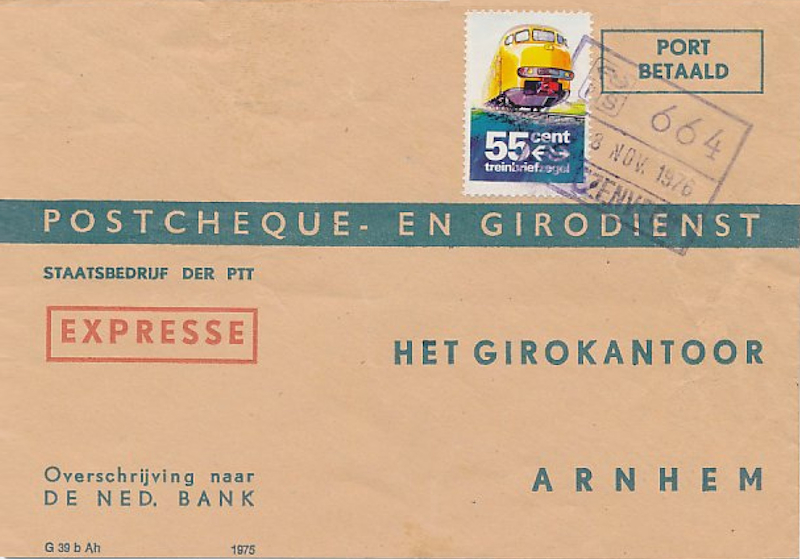 PORT
BETAALD
55 cent
treinbriefzegel
664
8 NOV. 1976
POSTCHEQUE- EN GIRODIENST
STAATSBEDRIJF DER PTT
EXPRESSE
HET GIROKANTOOR
Overschrijving naar
DE NED. BANK
ARNHEM
G 39 b Ah 1975